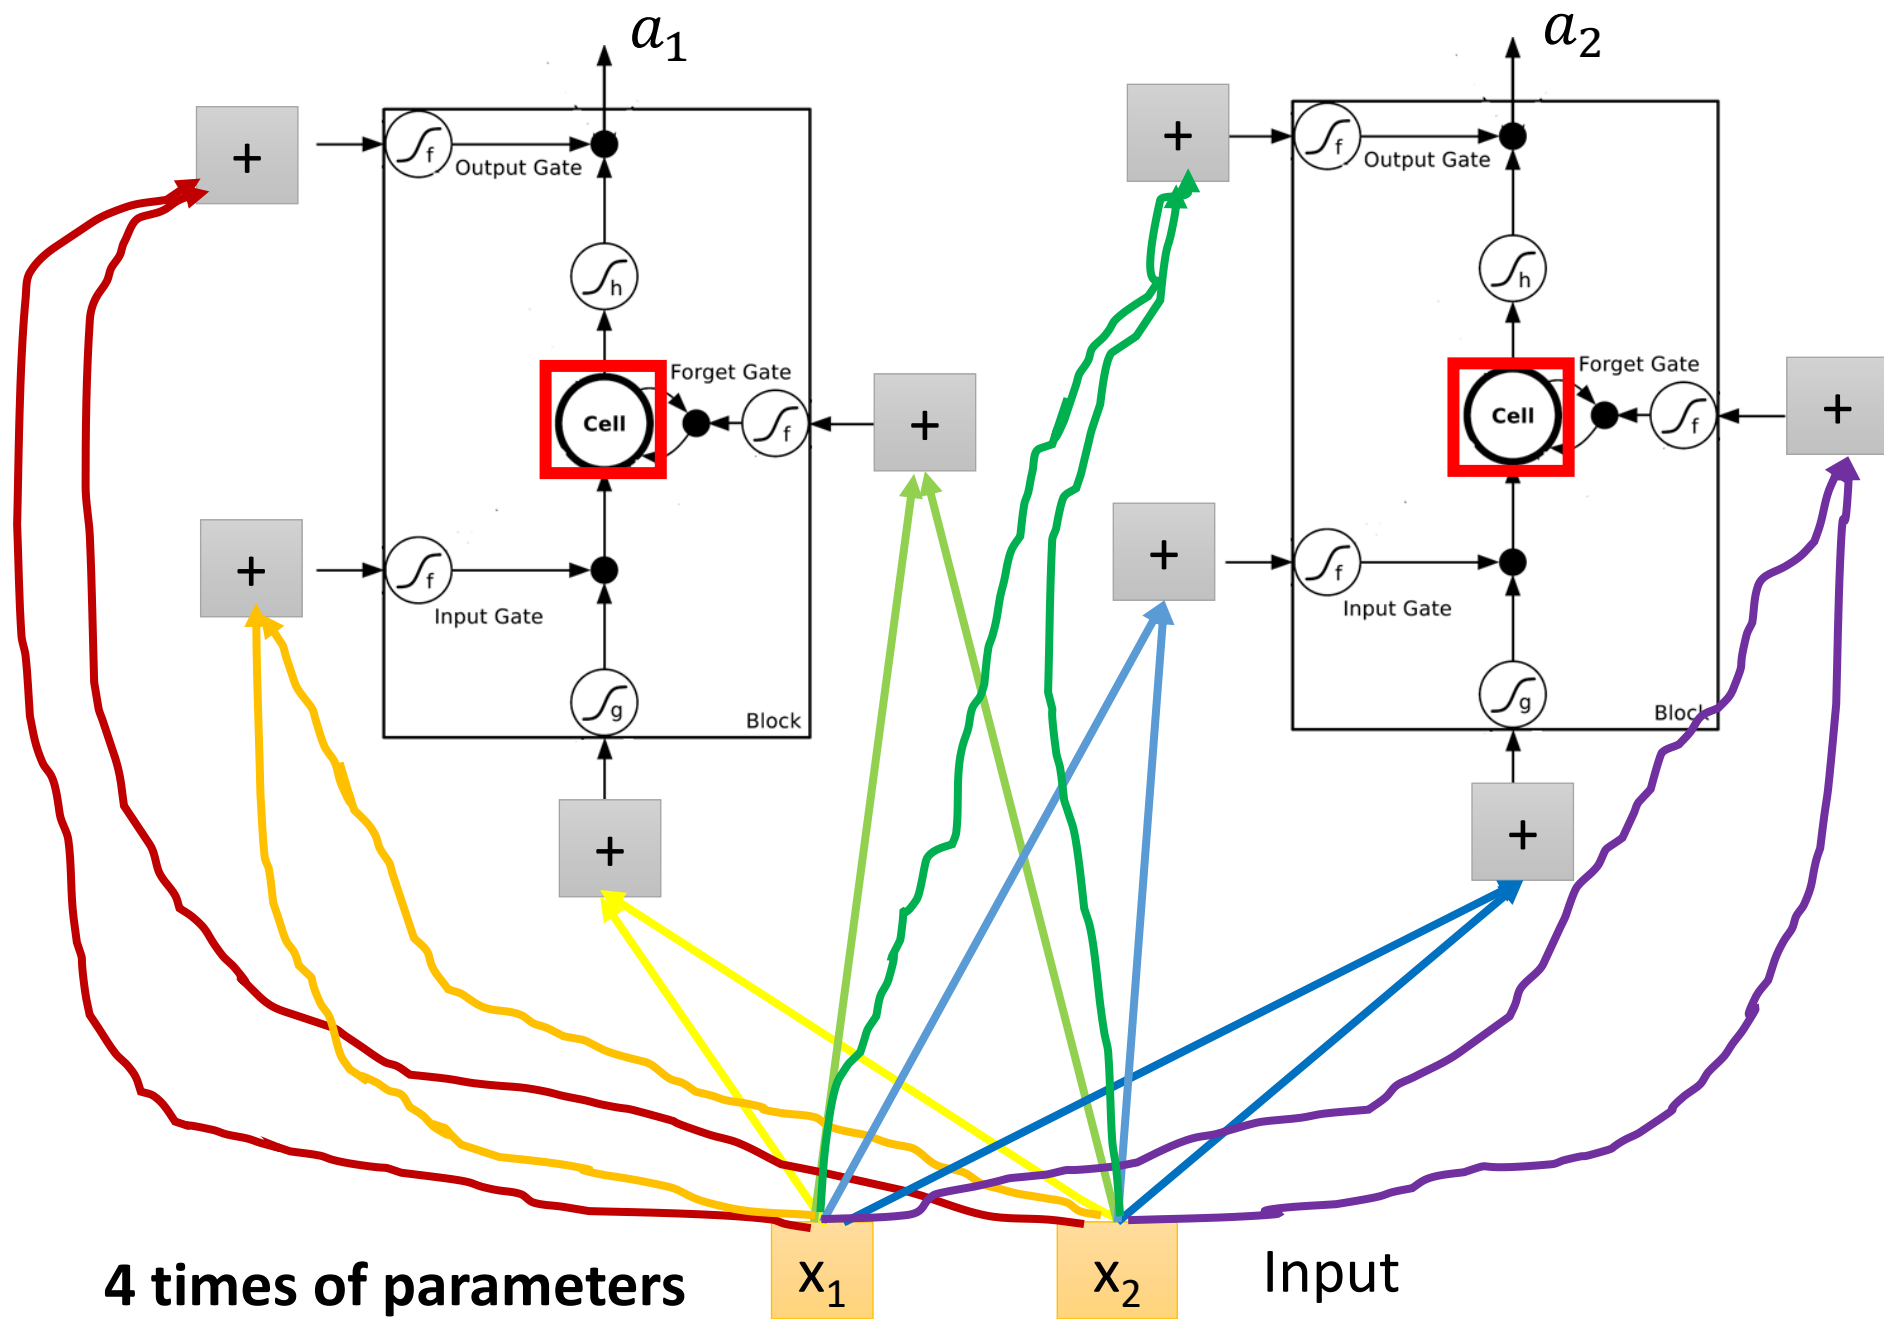 a₁
a₂
+
f
Output Gate
+
f
Output Gate
h
h
Forget Gate
Cell
f
+
Forget Gate
Cell
f
+
+
f
Input Gate
+
f
Input Gate
g
Block
g
Block
+
+
4 times of parameters
x₁
x₂
Input